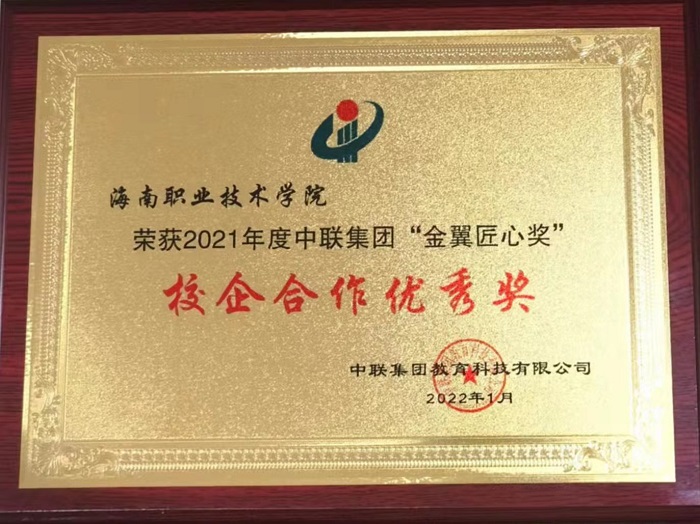 海南职业技术学院
荣获2021年度中联集团“金翼匠心奖”
校企合作优秀奖
中联集团教育科技有限公司
2022年1月